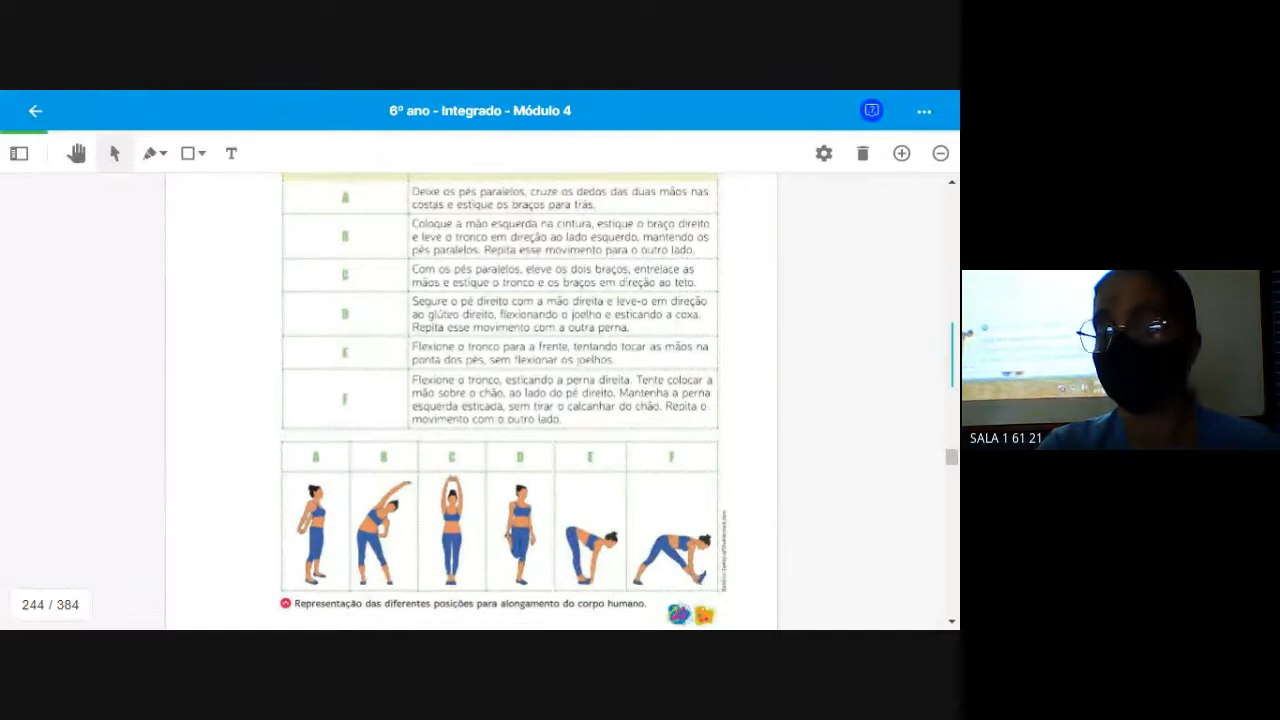 6º ano - Integrado - Módulo 4
T
A
Deixe os pés paralelos, cruze os dedos das duas mãos nas
costas e estique os braços para trás.
B
Coloque a mão esquerda na cintura, estique o braço direito
e leve o tronco em direção ao lado esquerdo, mantendo os
pés paralelos. Repita esse movimento para o outro lado.
C
Com os pés paralelos, eleve os dois braços, entrelace as
mãos e estique o tronco e os braços em direção ao teto.
D
Segure o pé direito com a mão direita e leve-o em direção
ao glúteo direito, flexionando o joelho e esticando a coxa.
Repita esse movimento com a outra perna.
E
Flexione o tronco para a frente, tentando tocar as mãos na
ponta dos pés, sem flexionar os joelhos.
F
Flexione o tronco, esticando a perna direita. Tente colocar a
mão sobre o chão, ao lado do pé direito. Mantenha a perna
esquerda esticada, sem tirar o calcanhar do chão. Repita o
movimento com o outro lado.
A B C D E F
Representação das diferentes posições para alongamento do corpo humano.
244 / 384
SALA 1 61 21